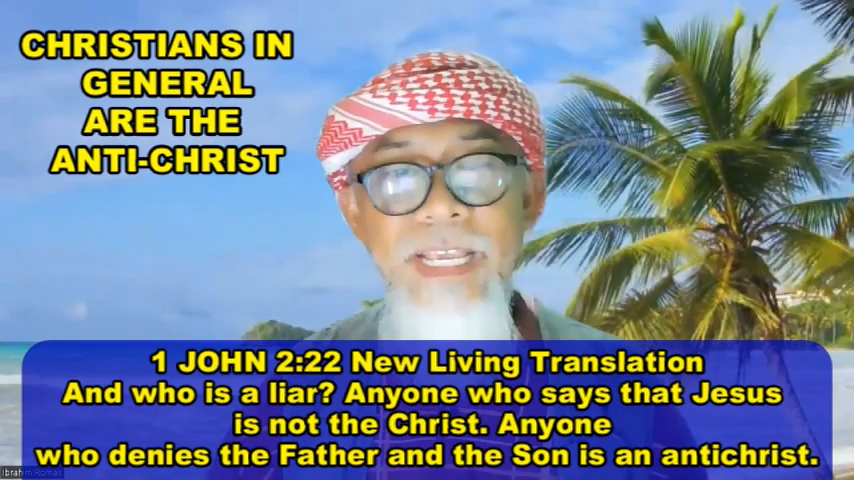 CHRISTIANS IN
GENERAL
ARE THE
ANTI-CHRIST
1 JOHN 2:22 New Living Translation
And who is a liar? Anyone who says that Jesus
is not the Christ. Anyone
who denies the Father and the Son is an antichrist.
Ibrahim Romas